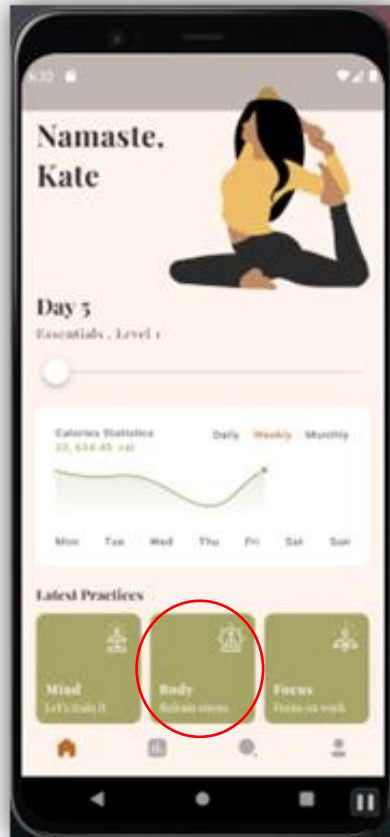 Namaste,
Kate
Day 5
Essentials . Level 1
Calories Statistics
Daily Weekly Monthly
Mon Tue Wed Thu Fri Sat Sun
Latest Practices
Mind
Let's train it
Body
Focus
Focus on work